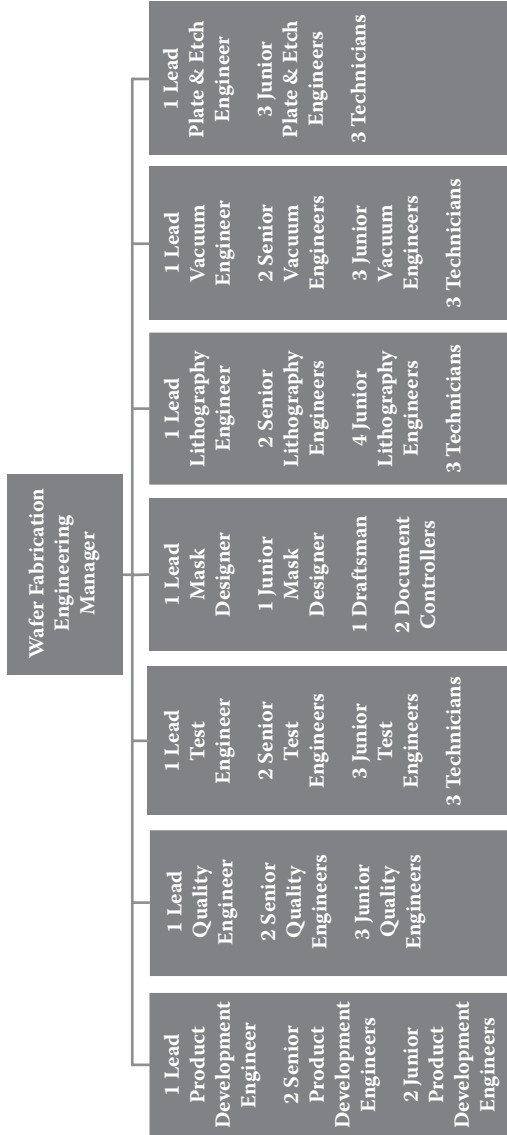 Wafer Fabrication
Engineering
Manager
1 Lead
Product
Development
Engineer
2 Senior
Product
Development
Engineers
2 Junior
Product
Development
Engineers
1 Lead
Quality
Engineer
2 Senior
Quality
Engineers
3 Junior
Quality
Engineers
1 Lead
Test
Engineer
2 Senior
Test
Engineers
3 Junior
Test
Engineers
3 Technicians
1 Lead
Mask
Designer
1 Junior
Mask
Designer
1 Draftsman
2 Document
Controllers
1 Lead
Lithography
Engineer
2 Senior
Lithography
Engineers
4 Junior
Lithography
Engineers
3 Technicians
1 Lead
Vacuum
Engineer
2 Senior
Vacuum
Engineers
3 Junior
Vacuum
Engineers
3 Technicians
1 Lead
Plate & Etch
Engineer
3 Junior
Plate & Etch
Engineers
3 Technicians